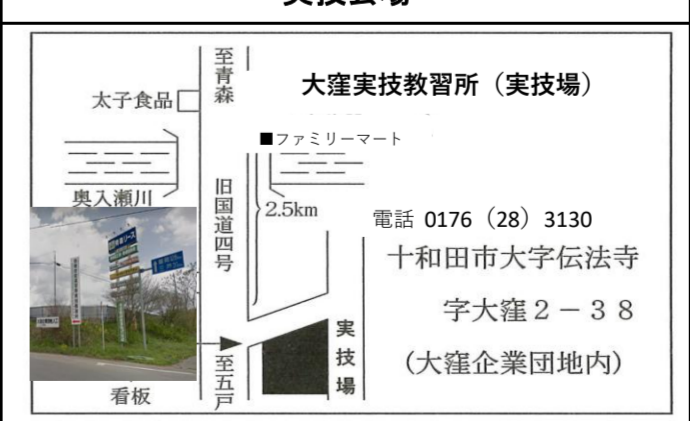 実技会場
至青森
大窪実技教習所（実技場）
太子食品
■ファミリーマート
奥入瀬川
旧国道四号
2.5km
電話 0176（28）3130
十和田市大字伝法寺
字大窪２－３８
（大窪企業団地内）
実技場
至五戸
看板